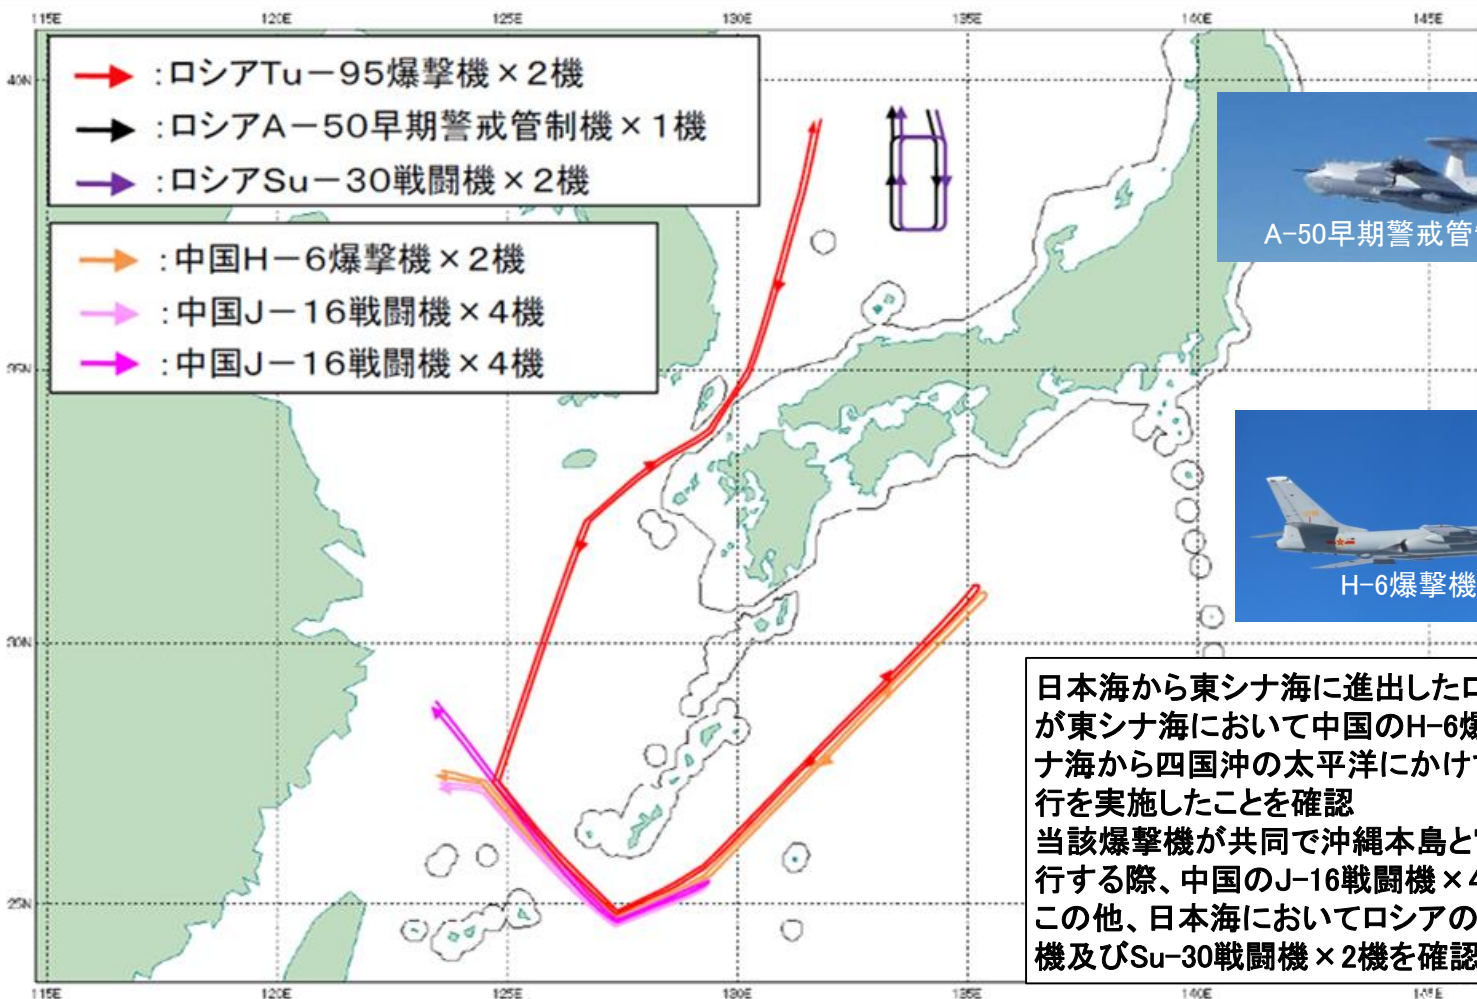 115E 120E 125E 130E 135E 140E 145E
40N
:ロシアTu－95爆撃機×2機
:ロシアA－50早期警戒管制機×1機
:ロシアSu－30戦闘機×2機
:中国H－6爆撃機×2機
:中国J－16戦闘機×4機
:中国J－16戦闘機×4機
A-50早期警戒管
35N
H-6爆撃機
30N
日本海から東シナ海に進出したロ
が東シナ海において中国のH-6爆
ナ海から四国沖の太平洋にかけ
行を実施したことを確認
当該爆撃機が共同で沖縄本島と
行する際、中国のJ-16戦闘機×4
この他、日本海においてロシアの
機及びSu-30戦闘機×2機を確認
25N
115E 120E 125E 130E 135E 140E 145E